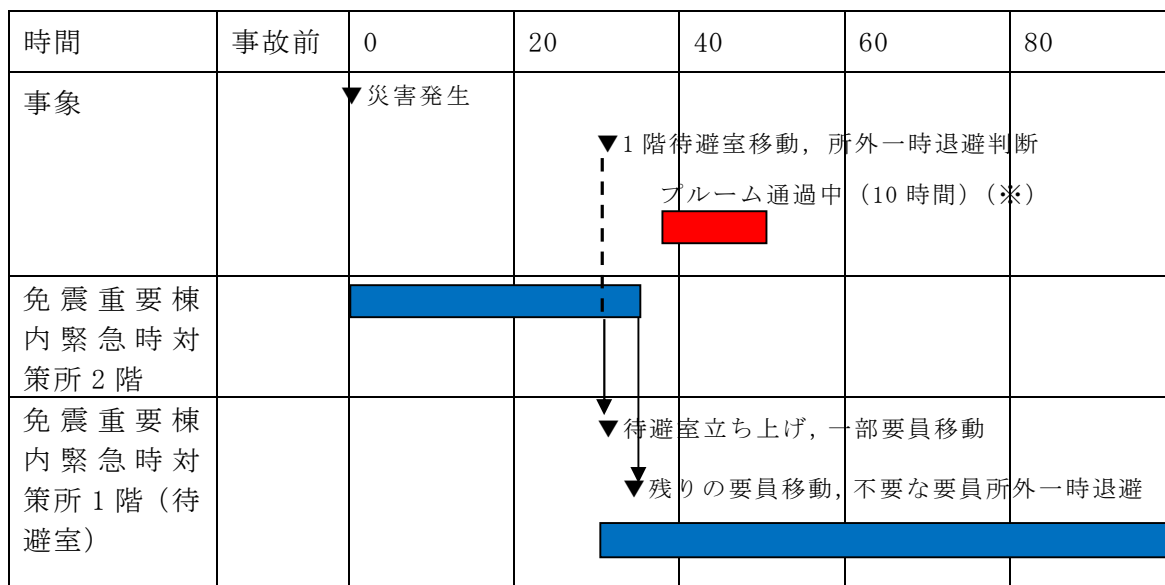 時間 事故前 0 20 40 60 80
事象
▼災害発生
▼1階待避室移動，所外一時退避判断
プルーム通過中（10時間）（※）
免震重要棟
内緊急時対
策所2階
免震重要棟
内緊急時対
策所1階（待
避室）
▼待避室立ち上げ，一部要員移動
▼残りの要員移動，不要な要員所外一時退避